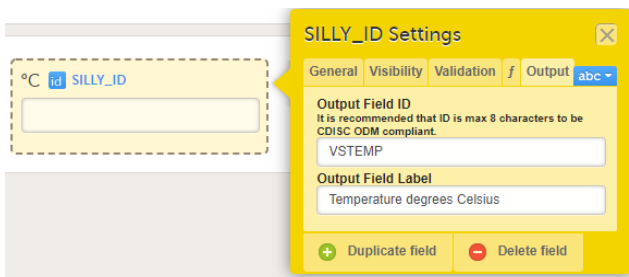 SILLY_ID Settings
°C id SILLY_ID
General Visibility Validation f Output abc
Output Field ID
It is recommended that ID is max 8 characters to be
CDISC ODM compliant.
VSTEMP
Output Field Label
Temperature degrees Celsius
Duplicate field Delete field